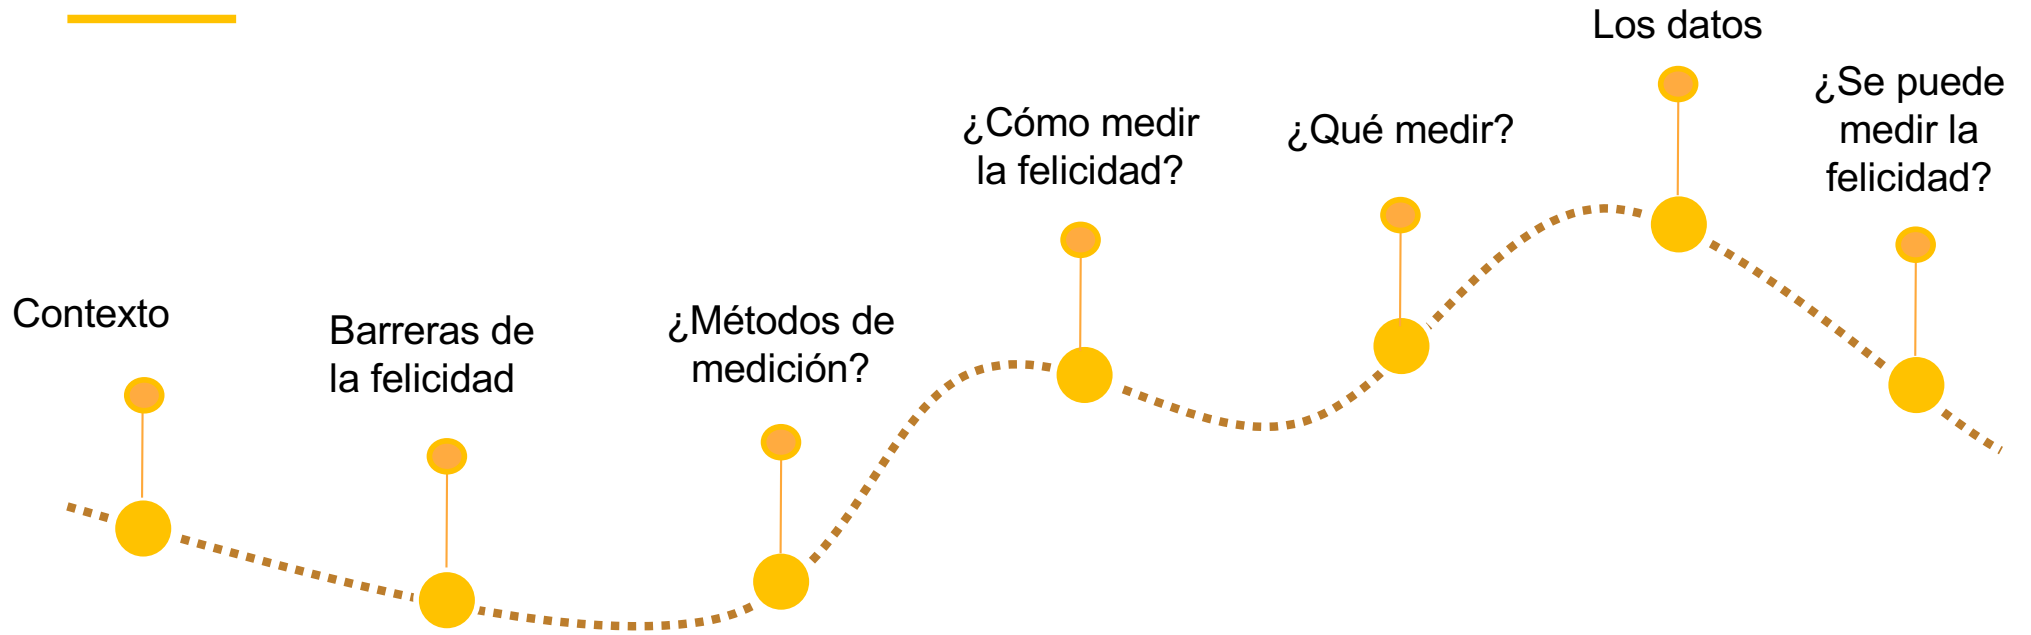 Contexto
Barreras de
la felicidad
¿Métodos de
medición?
¿Cómo medir
la felicidad?
¿Qué medir?
Los datos
¿Se puede
medir la
felicidad?